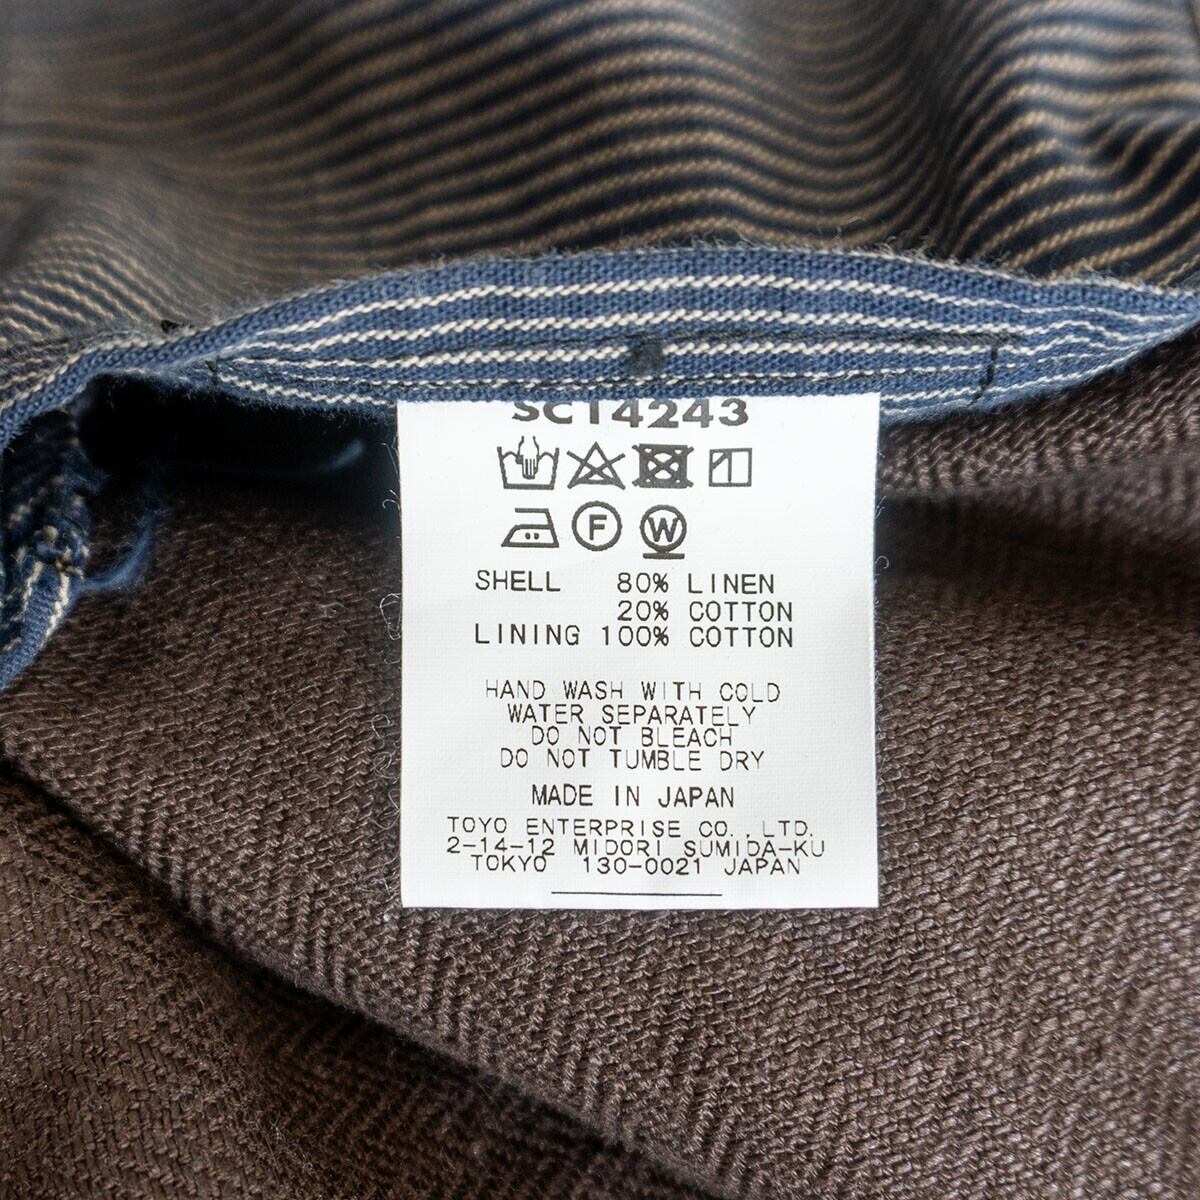 SC14243
F W
SHELL 80% LINEN
20% COTTON
LINING 100% COTTON
HAND WASH WITH COLD
WATER SEPARATELY
DO NOT BLEACH
DO NOT TUMBLE DRY
MADE IN JAPAN
TOYO ENTERPRISE CO.,LTD.
2-14-12 MIDORI SUMIDA-KU
TOKYO 130-0021 JAPAN